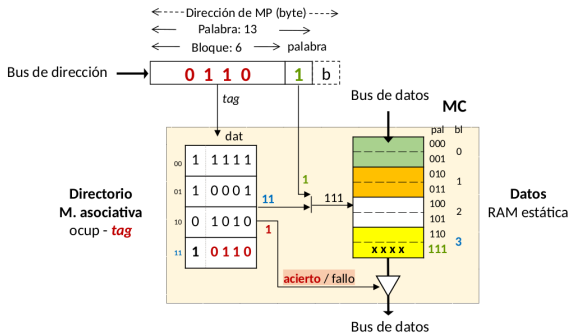 Dirección de MP (byte)
Palabra: 13
Bloque: 6 palabra
Bus de dirección 0 1 1 0 1 b
tag
Bus de datos
MC
dat
pal bl
00 1 1 1 1 1
01 1 0 0 0 1
10 0 1 0 1 0
11 1 0 1 1 0
Directorio
M. asociativa
ocup - tag
1
11
111
1
acierto / fallo
000
001
0
010
011
1
100
101
2
110
111
3
x x x x
Datos
RAM estática
Bus de datos